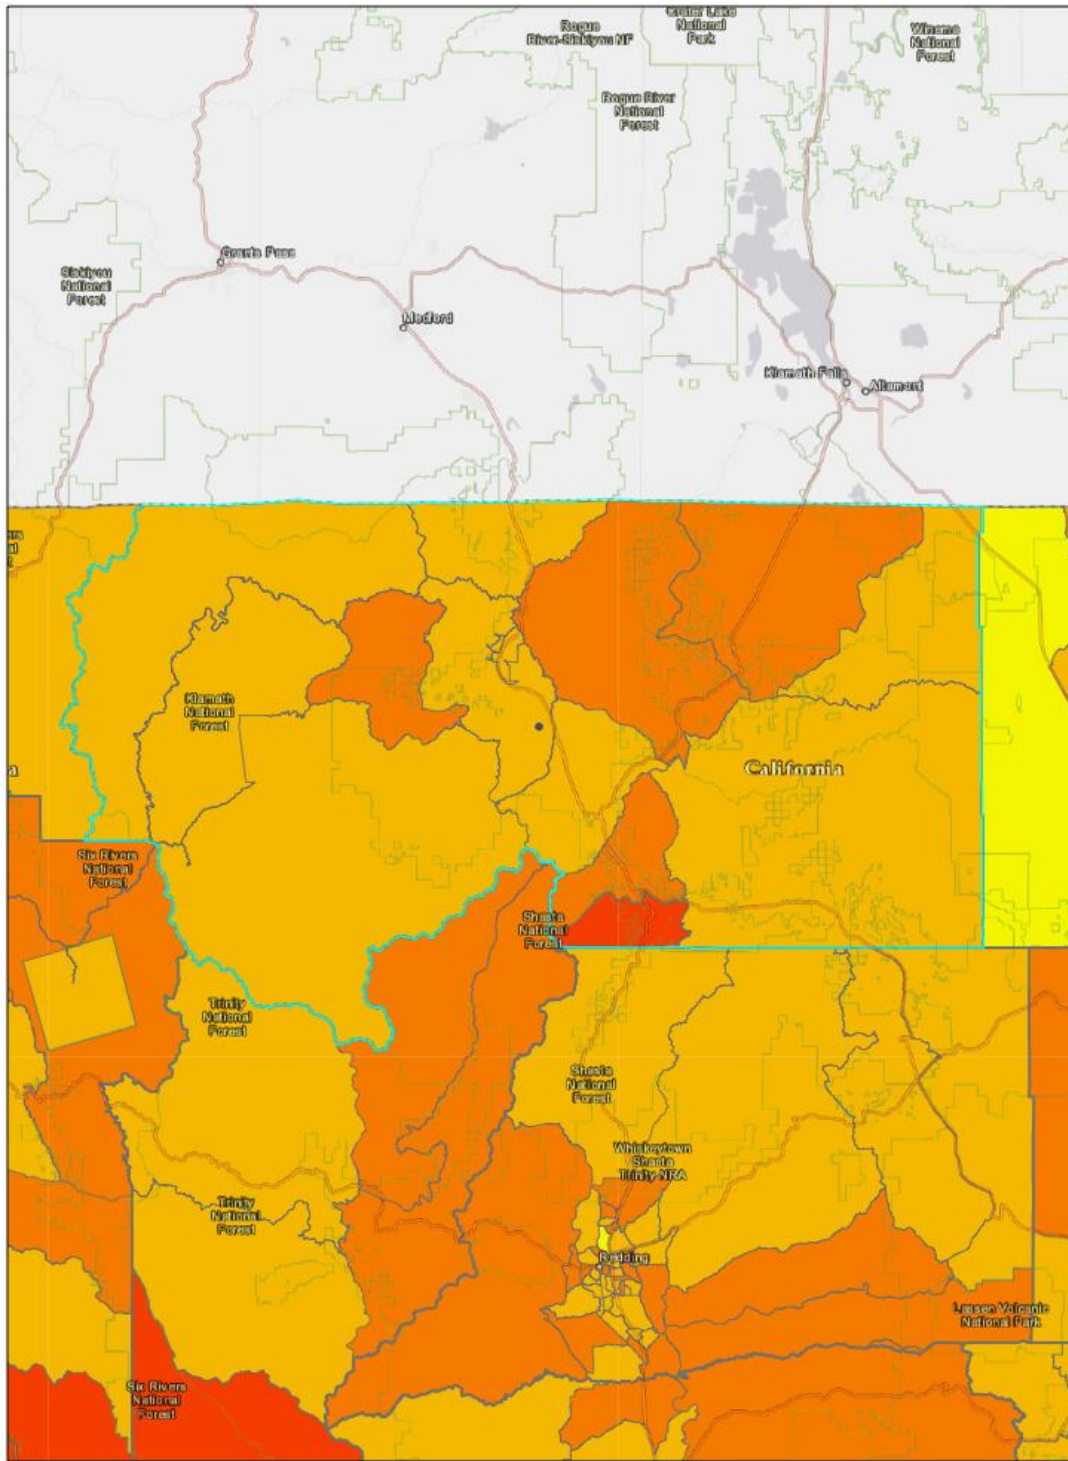 Rogue
River-Siskiyou NF
Crater Lake
National
Park
Winema
National
Forest
Rogue River
National
Forest
Grants Pass
Siskiyou
National
Forest
Medford
Klamath Falls
Altamont
Klamath
National
Forest
California
Six Rivers
National
Forest
Shasta
National
Forest
Trinity
National
Forest
Shasta
National
Forest
Whiskeytown
Shasta
Trinity NRA
Trinity
National
Forest
Redding
Lassen Volcanic
National Park
Six Rivers
National
Forest